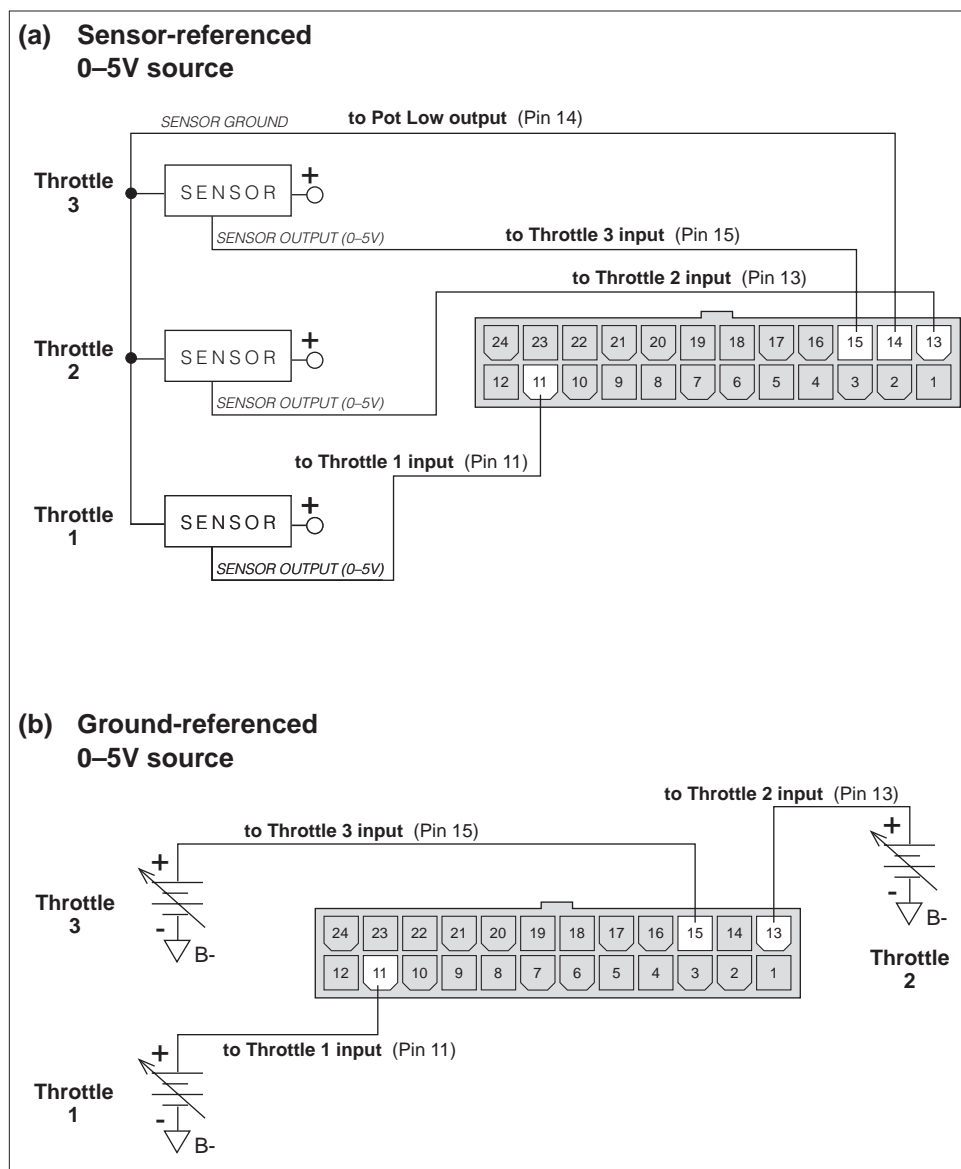 (a) Sensor-referenced
0–5V source
SENSOR GROUND
to Pot Low output (Pin 14)
Throttle
3
SENSOR
+
SENSOR OUTPUT (0–5V)
to Throttle 3 input (Pin 15)
to Throttle 2 input (Pin 13)
Throttle
2
SENSOR
+
SENSOR OUTPUT (0–5V)
24 23 22 21 20 19 18 17 16 15 14 13
12 11 10 9 8 7 6 5 4 3 2 1
to Throttle 1 input (Pin 11)
Throttle
1
SENSOR
+
SENSOR OUTPUT (0–5V)
(b) Ground-referenced
0–5V source
to Throttle 2 input (Pin 13)
to Throttle 3 input (Pin 15)
+
-
B-
Throttle
2
+
-
B-
Throttle
3
24 23 22 21 20 19 18 17 16 15 14 13
12 11 10 9 8 7 6 5 4 3 2 1
to Throttle 1 input (Pin 11)
+
-
B-
Throttle
1